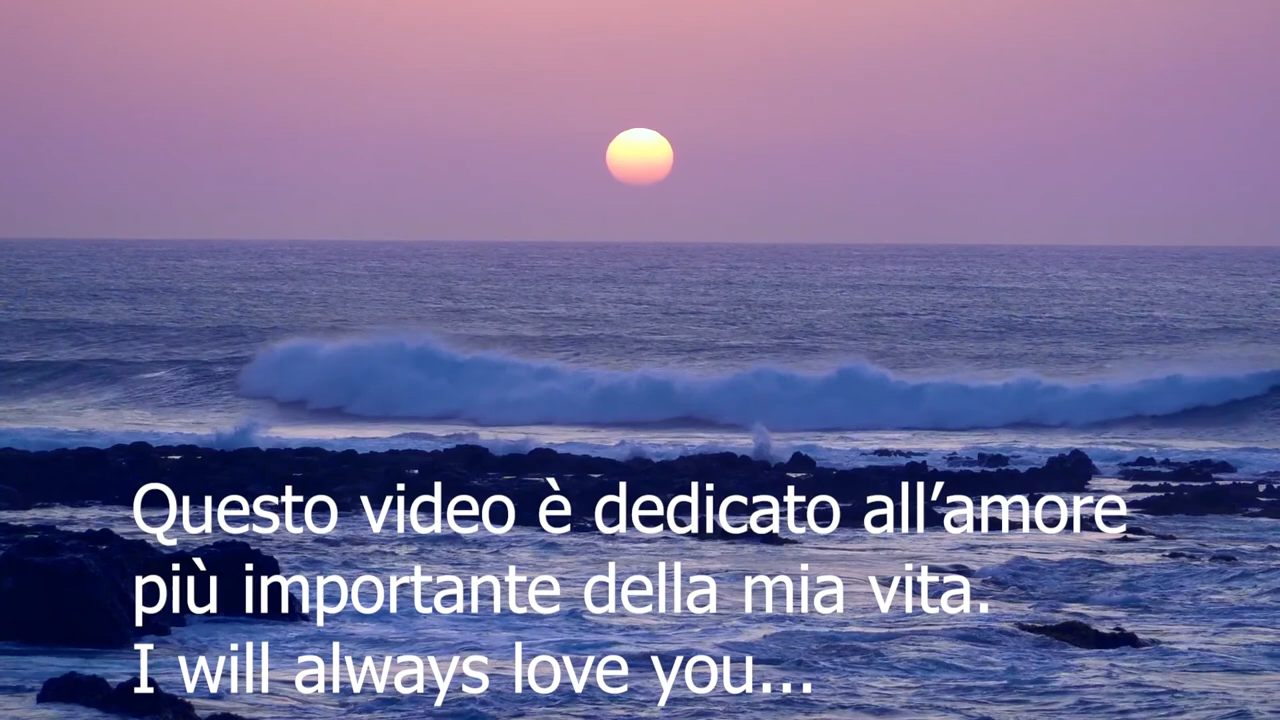 Questo video è dedicato all’amore
più importante della mia vita.
I will always love you...